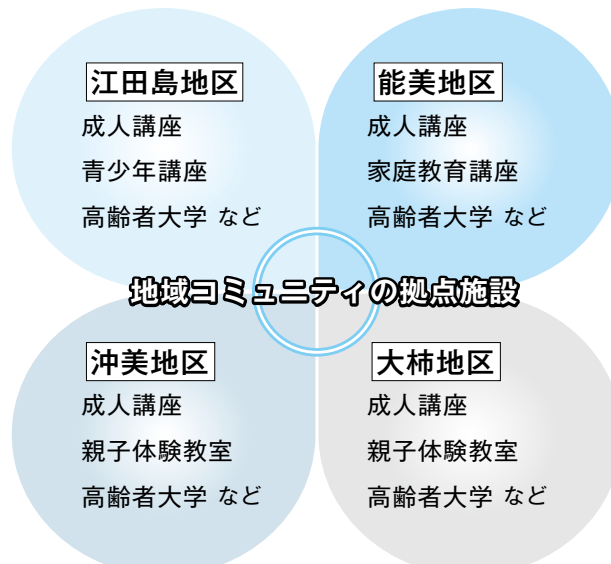 江田島地区
成人講座
青少年講座
高齢者大学 など
能美地区
成人講座
家庭教育講座
高齢者大学 など
地域コミュニティの拠点施設
沖美地区
成人講座
親子体験教室
高齢者大学 など
大柿地区
成人講座
親子体験教室
高齢者大学 など